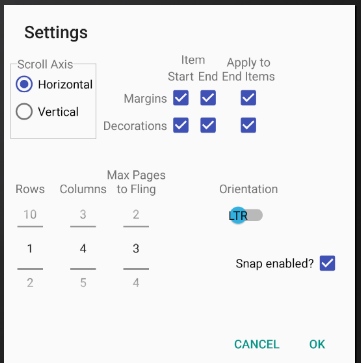 Settings
Scroll Axis
Horizontal
Vertical
Item
Apply to
Start End End Items
Margins
Decorations
Max Pages
Rows Columns to Fling
Orientation
10 3 2
LTR
1 4 3
Snap enabled?
2 5 4
CANCEL OK